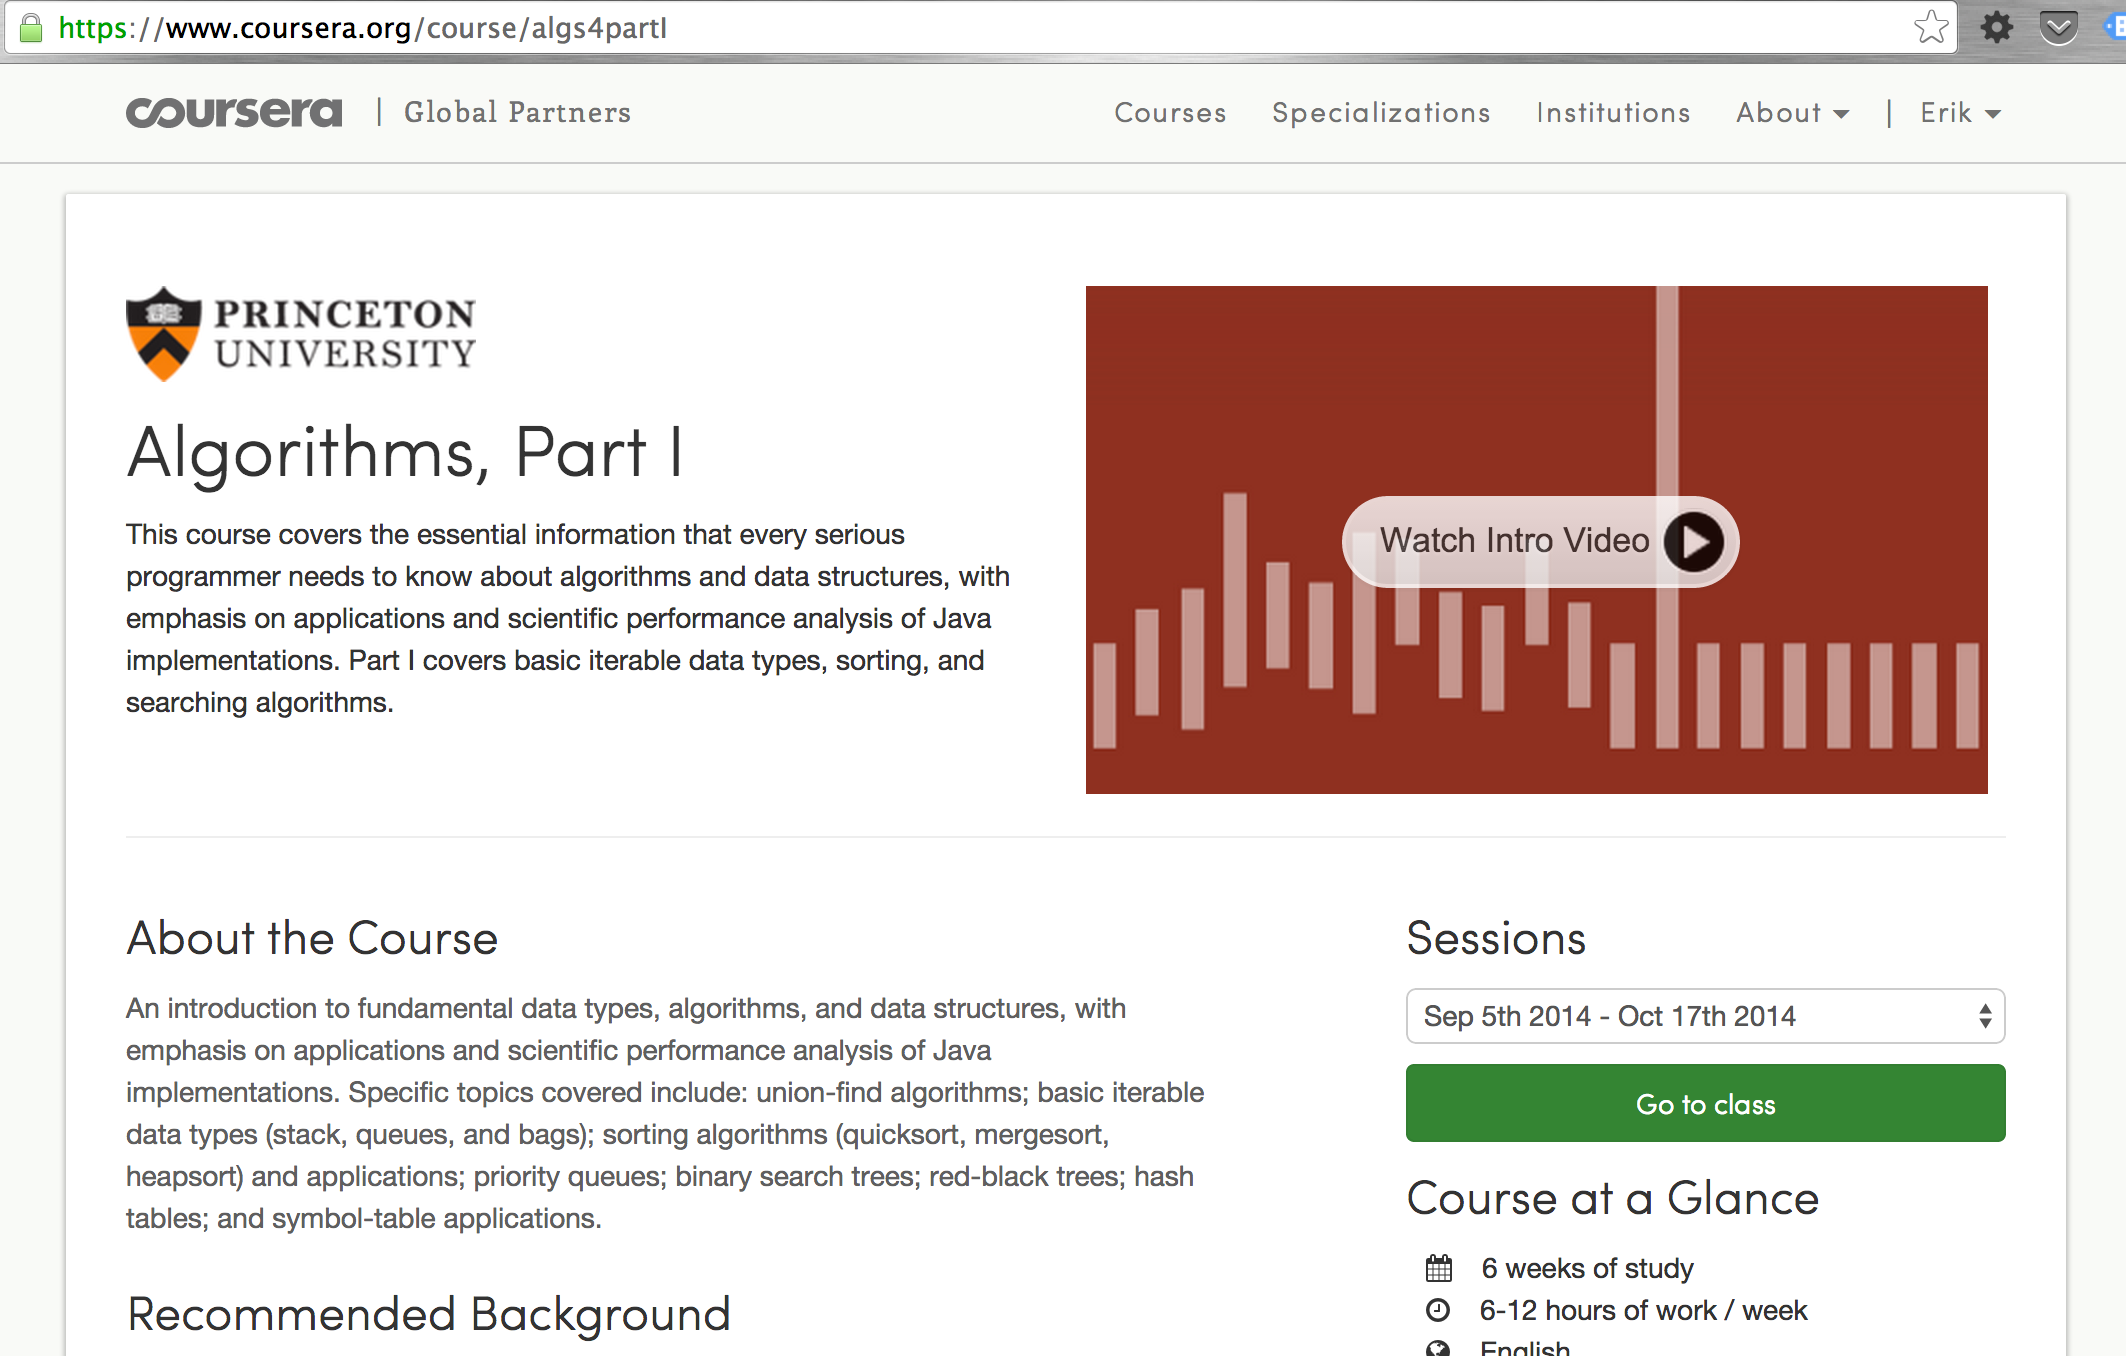 https://www.coursera.org/course/algs4partI
coursera | Global Partners
Courses Specializations Institutions About | Erik
PRINCETON
UNIVERSITY
Algorithms, Part I
This course covers the essential information that every serious
programmer needs to know about algorithms and data structures, with
emphasis on applications and scientific performance analysis of Java
implementations. Part I covers basic iterable data types, sorting, and
searching algorithms.
Watch Intro Video
About the Course
An introduction to fundamental data types, algorithms, and data structures, with
emphasis on applications and scientific performance analysis of Java
implementations. Specific topics covered include: union-find algorithms; basic iterable
data types (stack, queues, and bags); sorting algorithms (quicksort, mergesort,
heapsort) and applications; priority queues; binary search trees; red-black trees; hash
tables; and symbol-table applications.
Recommended Background
Sessions
Sep 5th 2014 - Oct 17th 2014
Go to class
Course at a Glance
6 weeks of study
6-12 hours of work / week
English